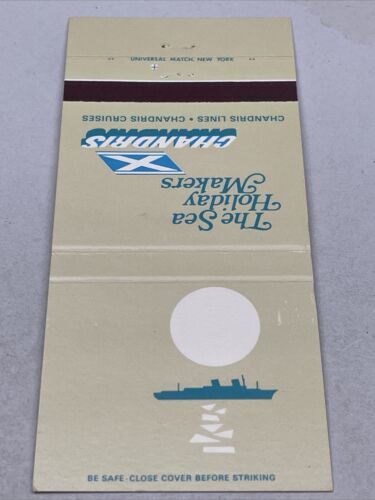 UNIVERSAL MATCH, NEW YORK
CHANDRIS LINES • CHANDRIS CRUISES
CHANDRIS
X
The Sea
Holiday
Makers
BE SAFE - CLOSE COVER BEFORE STRIKING